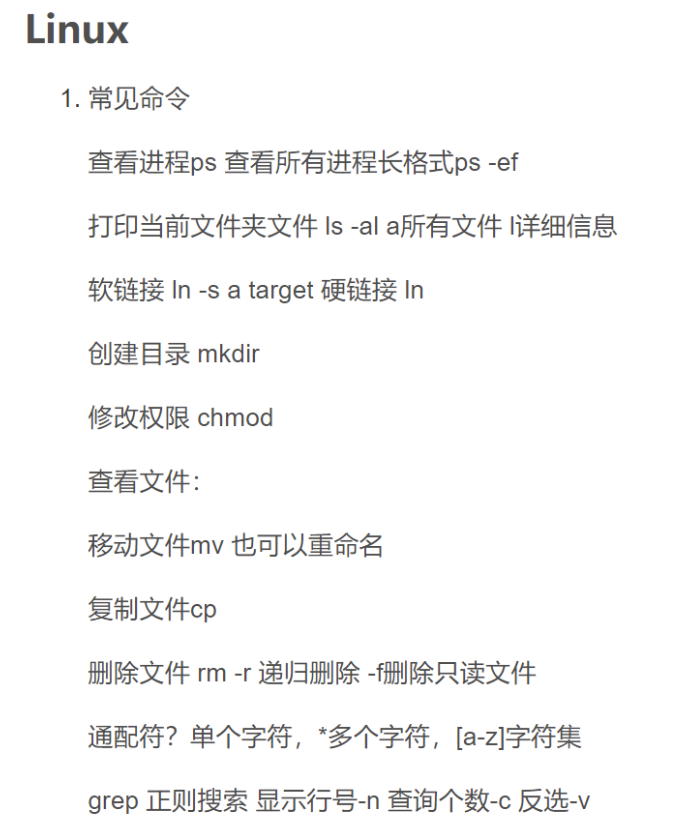 Linux
1. 常见命令
查看进程ps 查看所有进程长格式ps -ef
打印当前文件夹文件 ls -al a所有文件 l详细信息
软链接 ln -s a target 硬链接 ln
创建目录 mkdir
修改权限 chmod
查看文件：
移动文件mv 也可以重命名
复制文件cp
删除文件 rm -r 递归删除 -f删除只读文件
通配符？单个字符，*多个字符，[a-z]字符集
grep 正则搜索 显示行号-n 查询个数-c 反选-v